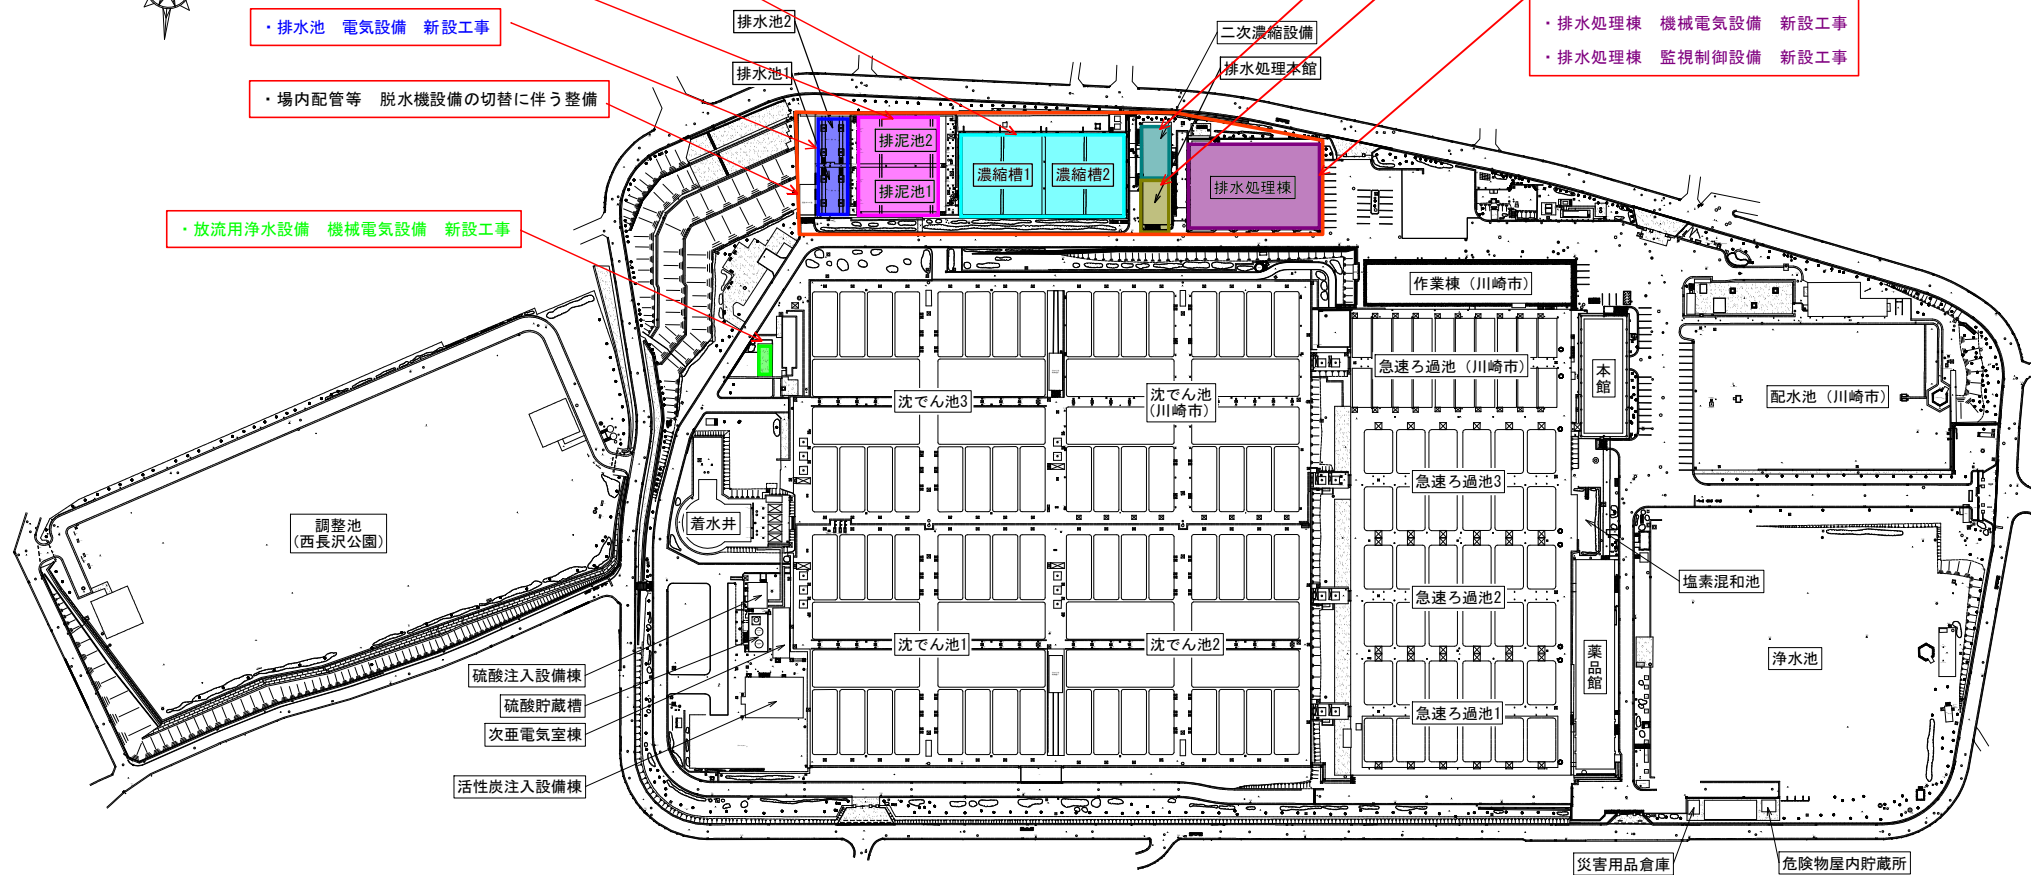 ・排水池　電気設備　新設工事
排水池2
二次濃縮設備
・排水処理棟　機械電気設備　新設工事
・排水処理棟　監視制御設備　新設工事
排水池1
排水処理本館
・場内配管等　脱水機設備の切替に伴う整備
排泥池2
濃縮槽1
濃縮槽2
排水処理棟
排泥池1
・放流用浄水設備　機械電気設備　新設工事
作業棟（川崎市）
急速ろ過池（川崎市）
本館
配水池（川崎市）
沈でん池3
沈でん池
（川崎市）
急速ろ過池3
調整池
（西長沢公園）
着水井
塩素混和池
急速ろ過池2
沈でん池1
沈でん池2
薬品館
浄水池
硫酸注入設備棟
硫酸貯蔵槽
急速ろ過池1
次亜電気室棟
活性炭注入設備棟
災害用品倉庫
危険物屋内貯蔵所